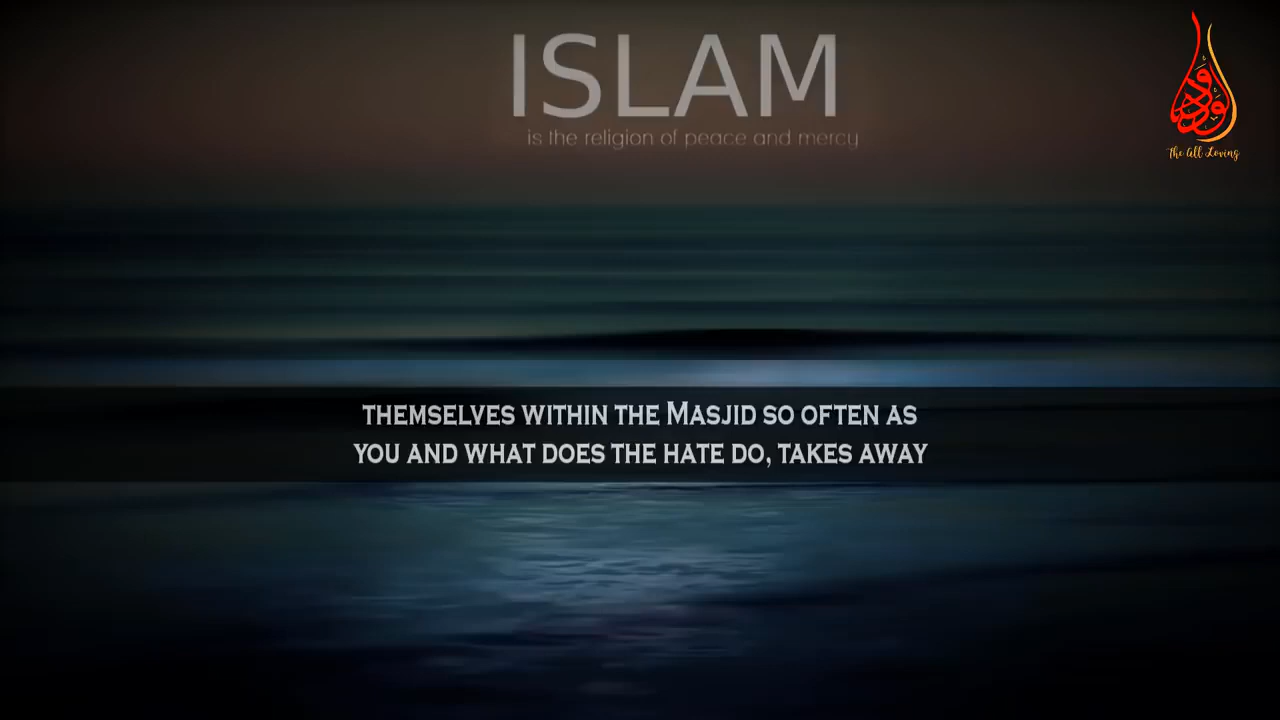 ISLAM
is the religion of peace and mercy
The All Loving
THEMSELVES WITHIN THE MASJID SO OFTEN AS
YOU AND WHAT DOES THE HATE DO, TAKES AWAY